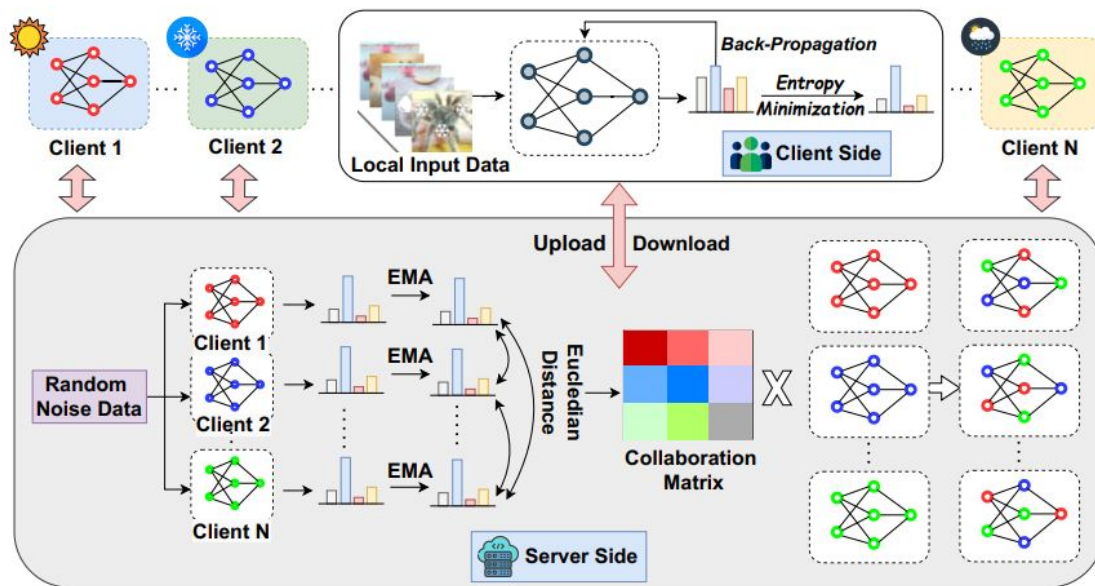 Client 1
Client 2
Local Input Data
Back-Propagation
Entropy
Minimization
Client Side
Client N
Upload
Download
Random
Noise Data
Client 1
Client 2
Client N
EMA
EMA
EMA
Eucledian
Distance
Collaboration
Matrix
X
Server Side